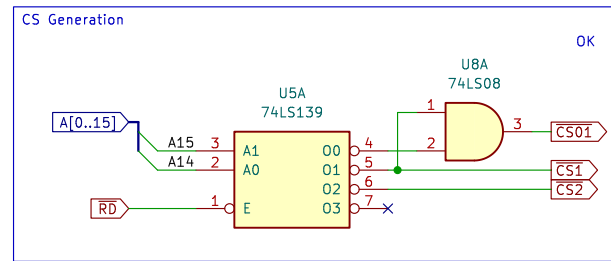 CS Generation
OK
U8A
74LS08
U5A
74LS139
1
2
3
CS01
A[0..15]
A15
3
A1
O0
4
A14
2
A0
O1
5
CS1
O2
6
CS2
RD
1
E
O3
7